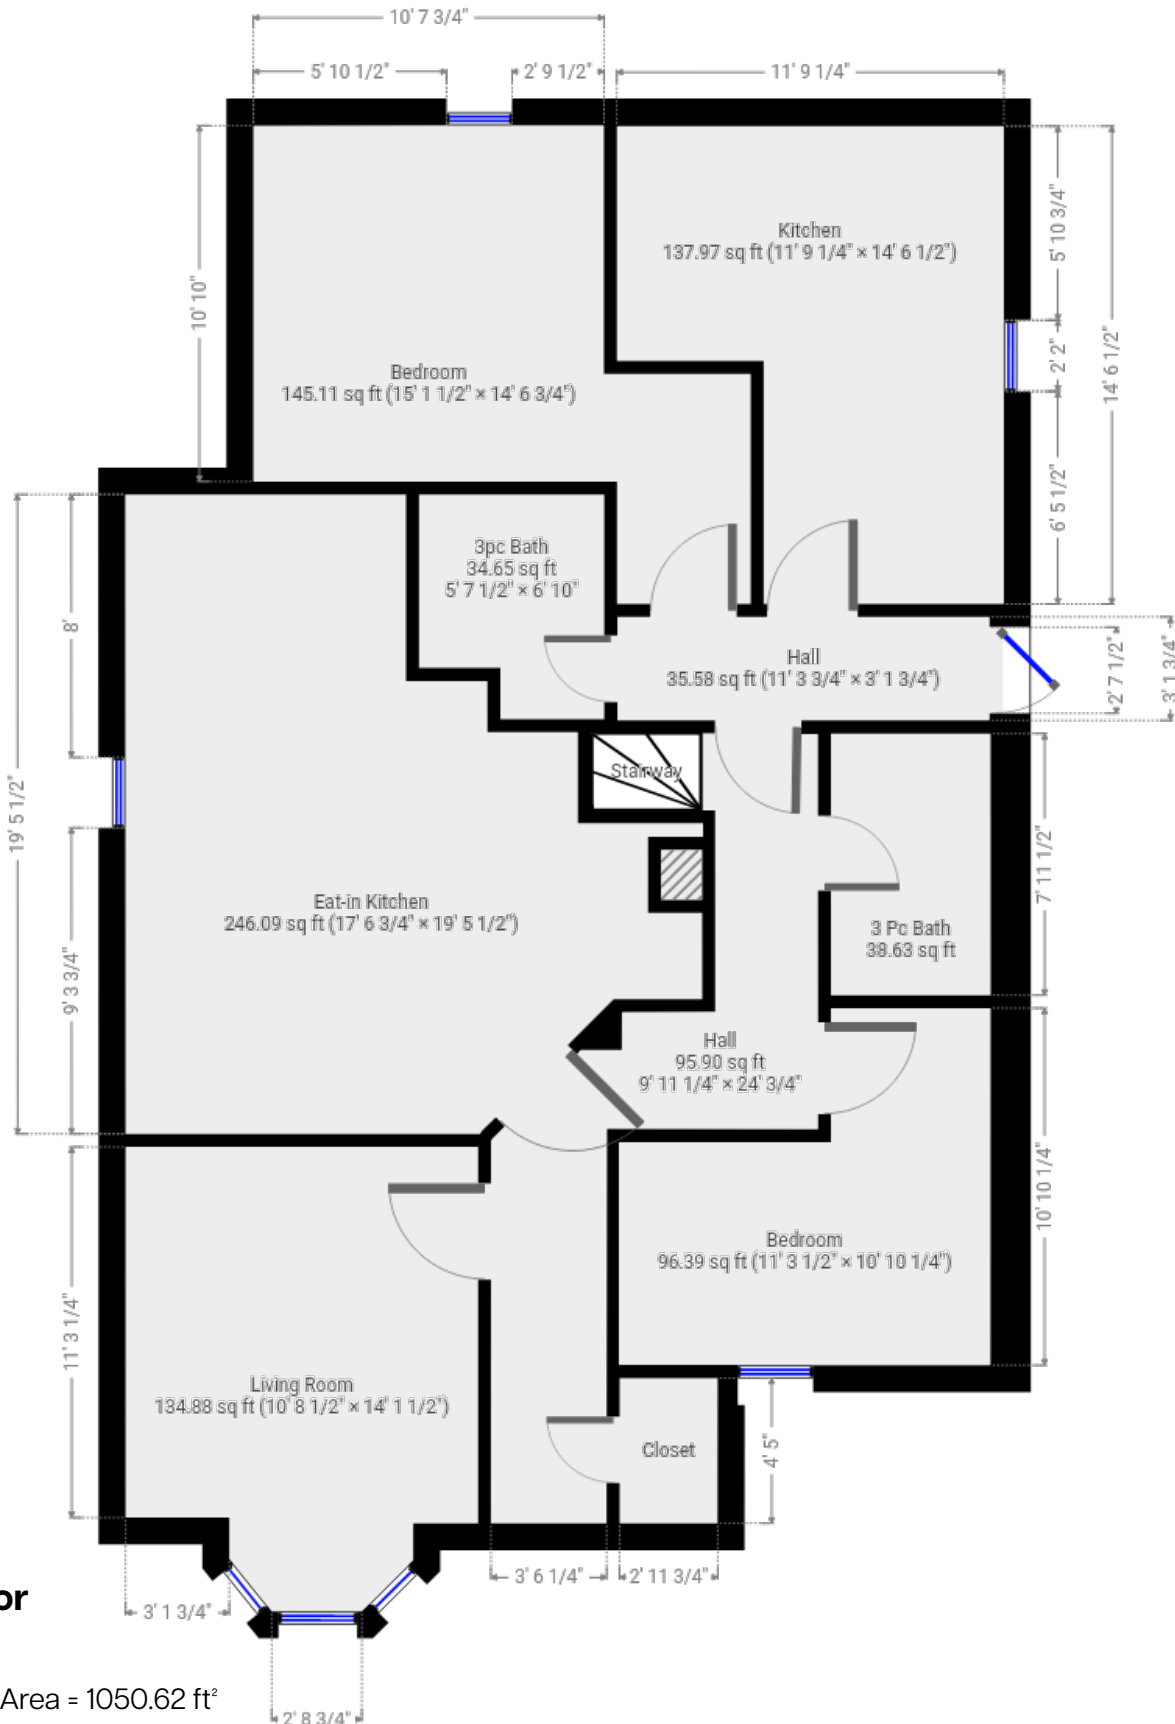 10' 7 3/4"
5' 10 1/2"
2' 9 1/2"
11' 9 1/4"
10' 10"
5' 10 3/4"
2' 2"
6' 5 1/2"
14' 6 1/2"
Kitchen
137.97 sq ft (11' 9 1/4" × 14' 6 1/2")
Bedroom
145.11 sq ft (15' 1 1/2" × 14' 6 3/4")
3pc Bath
34.65 sq ft
5' 7 1/2" × 6' 10"
Hall
35.58 sq ft (11' 3 3/4" × 3' 1 3/4")
2' 7 1/2"
3' 1 3/4"
8'
19' 5 1/2"
9' 3 3/4"
Stairway
7' 11 1/2"
Eat-in Kitchen
246.09 sq ft (17' 6 3/4" × 19' 5 1/2")
3 Pc Bath
38.63 sq ft
Hall
95.90 sq ft
9' 11 1/4" × 24' 3/4"
10' 10 1/4"
Bedroom
96.39 sq ft (11' 3 1/2" × 10' 10 1/4")
11' 3 1/4"
Living Room
134.88 sq ft (10' 8 1/2" × 14' 1 1/2")
Closet
4' 5"
3' 6 1/4"
2' 11 3/4"
or
3' 1 3/4"
Area = 1050.62 ft²
2' 8 3/4"